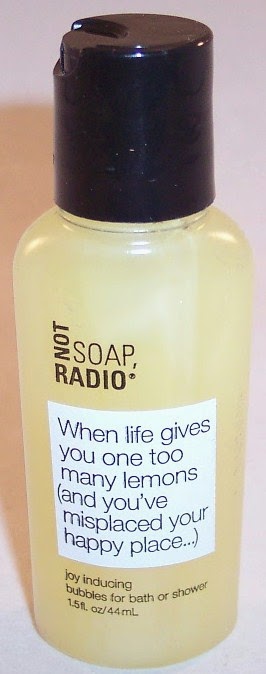 NOT
SOAP,
RADIO®
When life gives
you one too
many lemons
(and you've
misplaced your
happy place...)
joy inducing
bubbles for bath or shower
1.5fl. oz/44mL